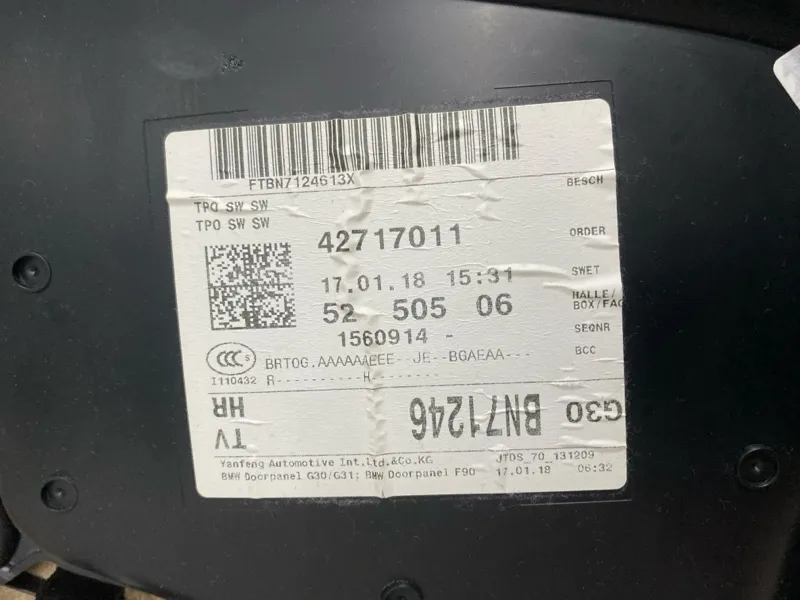 FTBN7124613X
BESCH
TPO SW SW
TPO SW SW
42717011
ORDER
17.01.18 15:31
SWET
52 505 06
HALLE/
BOX/FAC
1560914 -
SEQNR
CCC S
BRTOG.AAAAAAEEE--JE--BGAEAA---
BCC
I110432
R----------H----------
HR
TV
BN71246
G30
Yanfeng Automotive Int.Ltd.&Co.KG
JTDS_70_131209
BMW Doorpanel G30/G31; BMW Doorpanel F90
17.01.18 06:32